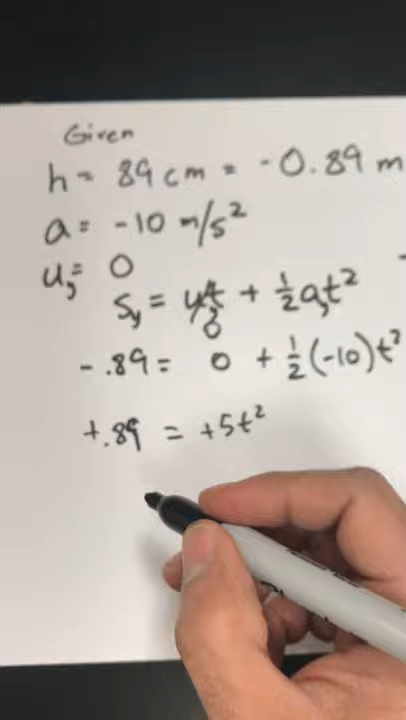 Given
h = 89 cm = -0.89 m
a = -10 m/s²
u_y = 0
S_y = u_y t + ½ a_y t²
0
-.89 = 0 + ½(-10)t²
+.89 = +5t²